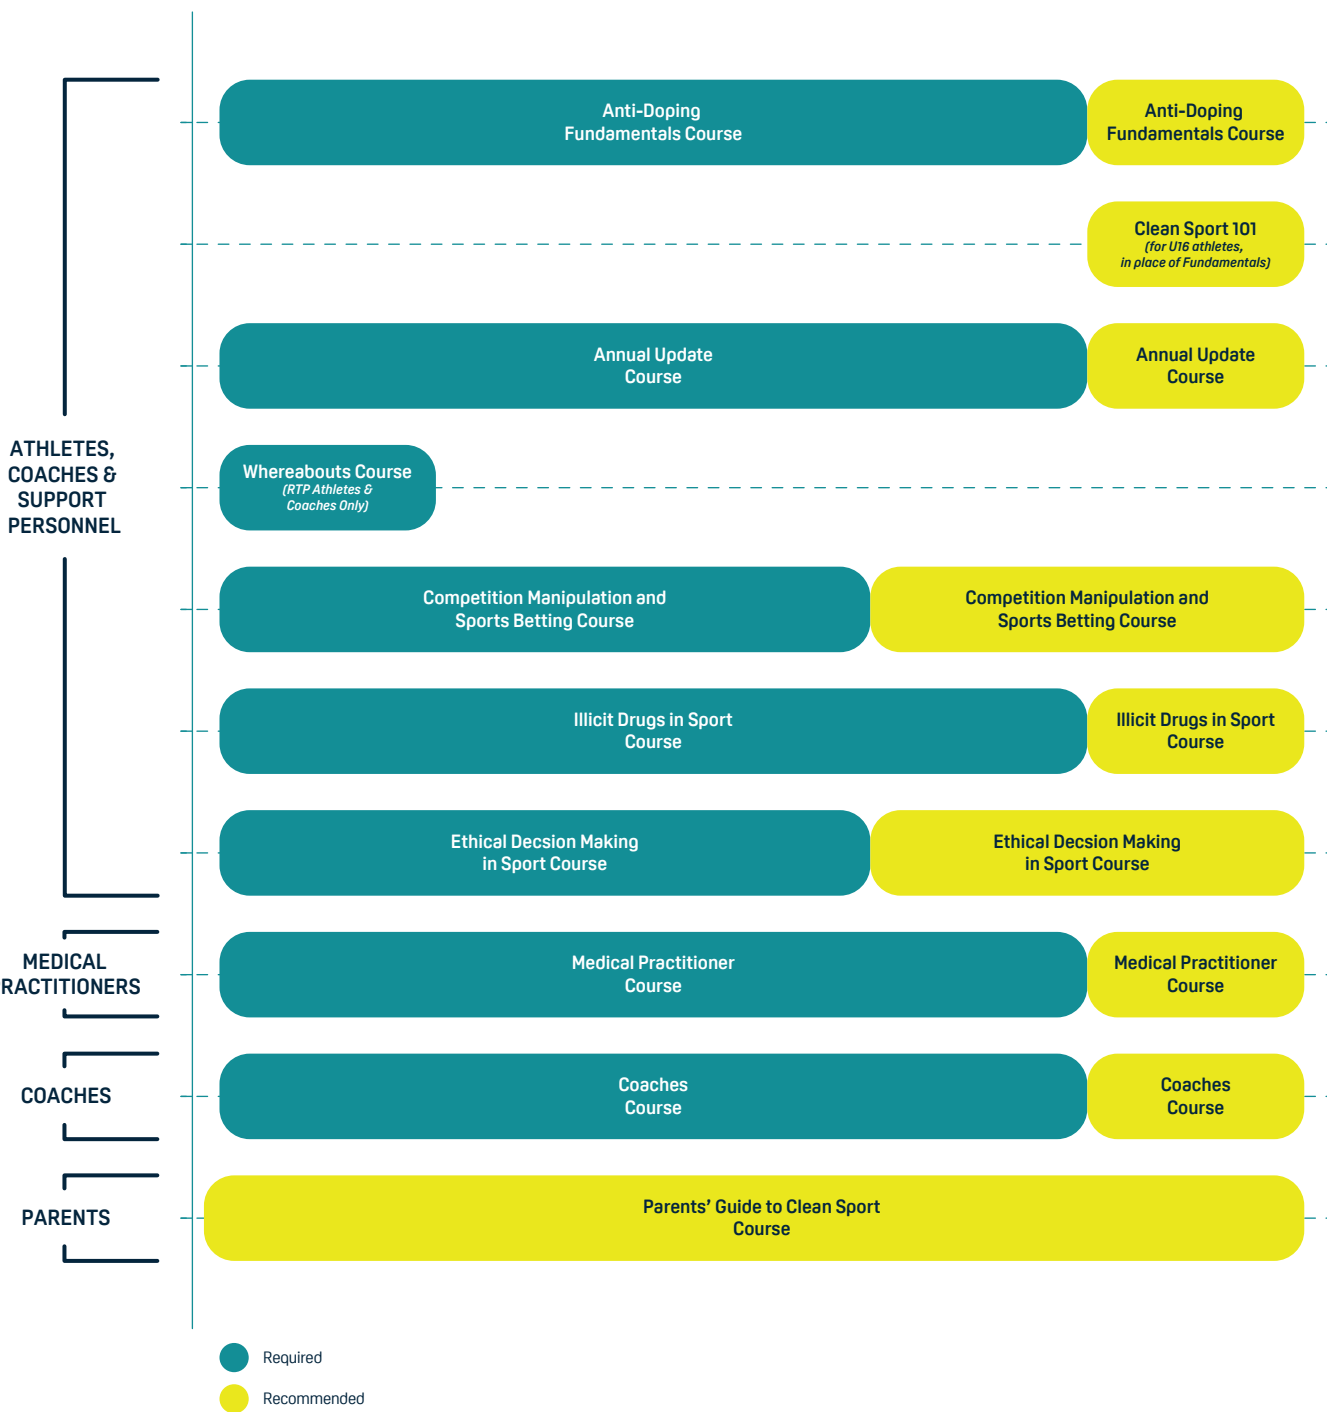 Anti-Doping
Fundamentals Course
Anti-Doping
Fundamentals Course
Clean Sport 101
(for U16 athletes,
in place of Fundamentals)
Annual Update
Course
Annual Update
Course
ATHLETES,
COACHES &
SUPPORT
PERSONNEL
Whereabouts Course
(RTP Athletes &
Coaches Only)
Competition Manipulation and
Sports Betting Course
Competition Manipulation and
Sports Betting Course
Illicit Drugs in Sport
Course
Illicit Drugs in Sport
Course
Ethical Decsion Making
in Sport Course
Ethical Decsion Making
in Sport Course
MEDICAL
RACTITIONERS
Medical Practitioner
Course
Medical Practitioner
Course
COACHES
Coaches
Course
Coaches
Course
PARENTS
Parents' Guide to Clean Sport
Course
Required
Recommended